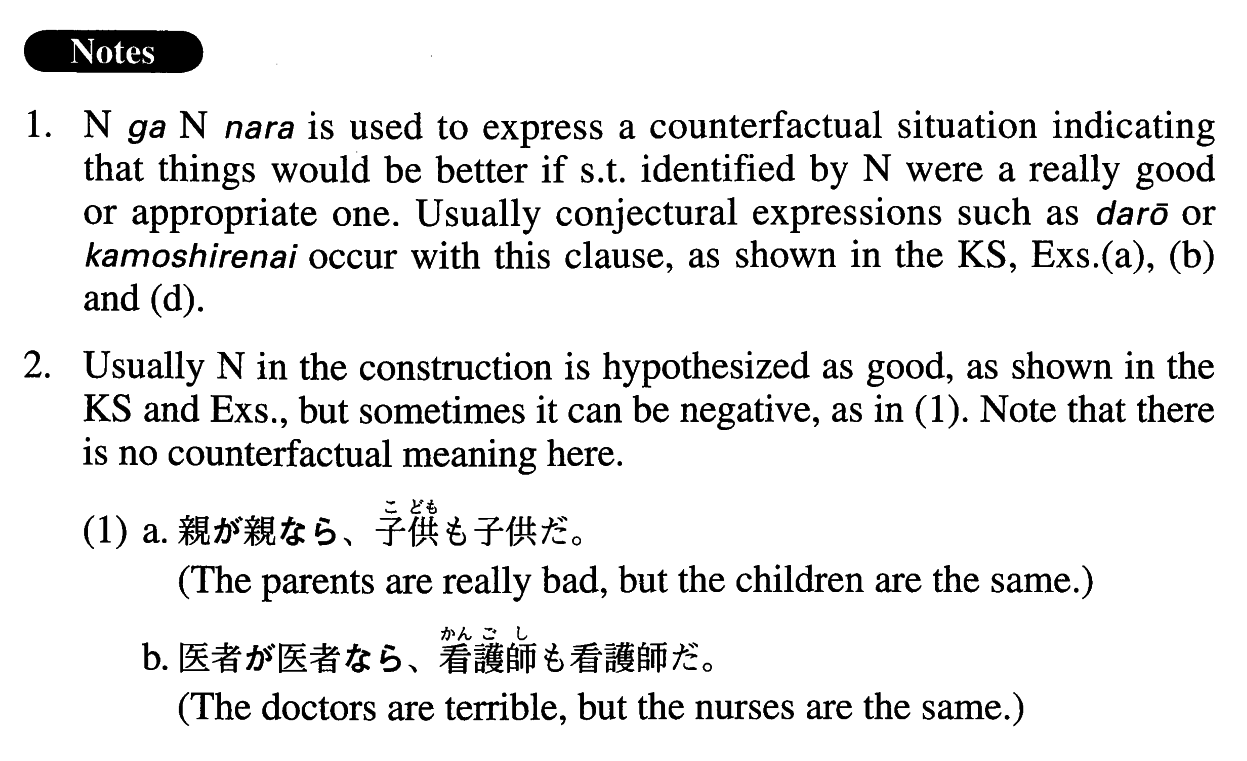 Notes
1. N ga N nara is used to express a counterfactual situation indicating
that things would be better if s.t. identified by N were a really good
or appropriate one. Usually conjectural expressions such as darō or
kamoshirenai occur with this clause, as shown in the KS, Exs.(a), (b)
and (d).
2. Usually N in the construction is hypothesized as good, as shown in the
KS and Exs., but sometimes it can be negative, as in (1). Note that there
is no counterfactual meaning here.
こ ども
(1) a. 親が親なら、子供も子供だ。
(The parents are really bad, but the children are the same.)
かん ご し
b. 医者が医者なら、看護師も看護師だ。
(The doctors are terrible, but the nurses are the same.)